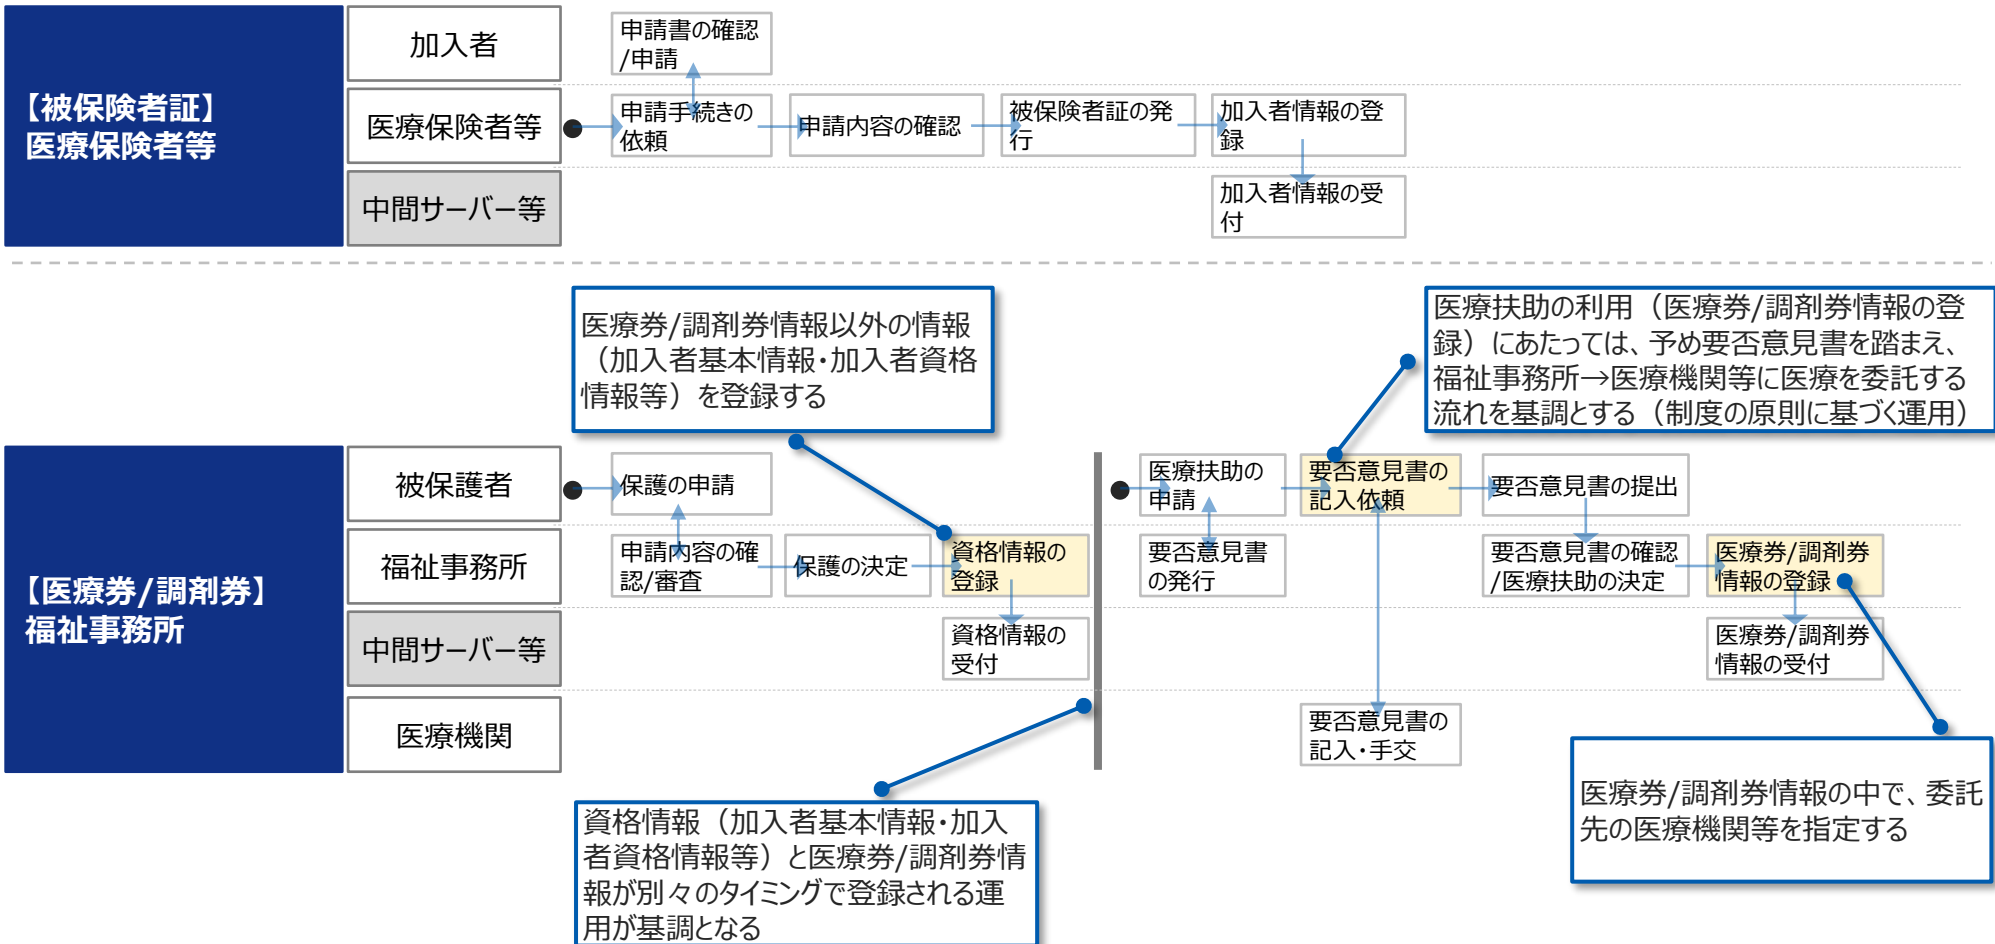 【被保険者証】
医療保険者等
加入者
申請書の確認
/申請
医療保険者等
申請手続きの
依頼
申請内容の確認
被保険者証の発
行
加入者情報の登
録
中間サーバー等
加入者情報の受
付
医療券/調剤券情報以外の情報
（加入者基本情報・加入者資格
情報等）を登録する
医療扶助の利用（医療券/調剤券情報の登
録）にあたっては、予め要否意見書を踏まえ、
福祉事務所→医療機関等に医療を委託する
流れを基調とする（制度の原則に基づく運用）
【医療券/調剤券】
福祉事務所
被保護者
保護の申請
医療扶助の
申請
要否意見書の
記入依頼
要否意見書の提出
福祉事務所
申請内容の確
認/審査
保護の決定
資格情報の
登録
要否意見書
の発行
要否意見書の確認
/医療扶助の決定
医療券/調剤券
情報の登録
中間サーバー等
資格情報の
受付
医療券/調剤券
情報の受付
医療機関
要否意見書の
記入・手交
資格情報（加入者基本情報・加入
者資格情報等）と医療券/調剤券情
報が別々のタイミングで登録される運
用が基調となる
医療券/調剤券情報の中で、委託
先の医療機関等を指定する